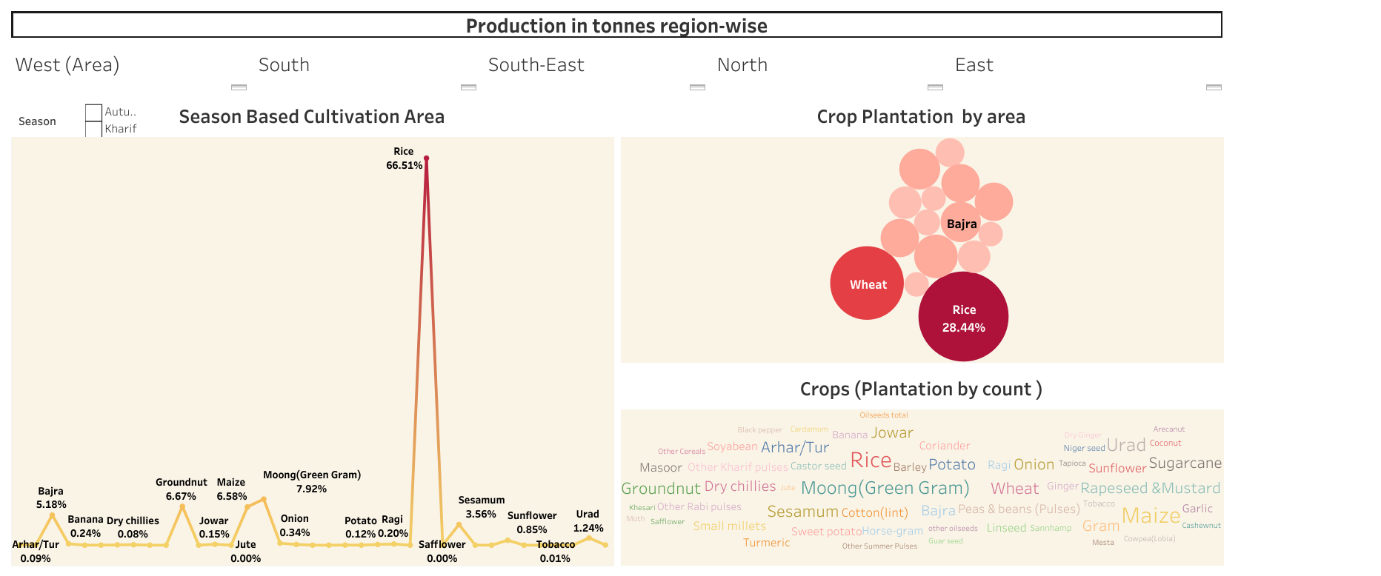 Production in tonnes region-wise
West (Area)
South
South-East
North
East
Season
Autu..
Kharif
Season Based Cultivation Area
Crop Plantation by area
Rice
66.51%
Bajra
5.18%
Banana
0.24%
Dry chillies
0.08%
Groundnut
6.67%
Maize
6.58%
Moong(Green Gram)
7.92%
Jowar
0.15%
Onion
0.34%
Potato
0.12%
Ragi
0.20%
Sesamum
3.56%
Sunflower
0.85%
Urad
1.24%
Arhar/Tur
0.09%
Jute
0.00%
Safflower
0.00%
Tobacco
0.01%
Bajra
Wheat
Rice
28.44%
Crops (Plantation by count )
Oilseeds total
Black pepper
Cardamom
Banana
Jowar
Arecanut
Dry Ginger
Other Cereals
Soyabean
Arhar/Tur
Coriander
Niger seed
Urad
Coconut
Masoor
Other Kharif pulses
Castor seed
Rice
Barley
Potato
Ragi
Onion
Tapioca
Sunflower
Sugarcane
Groundnut
Dry chillies
Jute
Moong(Green Gram)
Wheat
Ginger
Rapeseed &Mustard
Khesari
Other Rabi pulses
Moth
Safflower
Sesamum
Cotton(lint)
Bajra
Peas & beans (Pulses)
Tobacco
Maize
Garlic
Small millets
Sweet potato
Horse-gram
other oilseeds
Linseed
Sannhamp
Gram
Cashewnut
Turmeric
Other Summer Pulses
Guar seed
Mesta
Cowpea(Lobia)